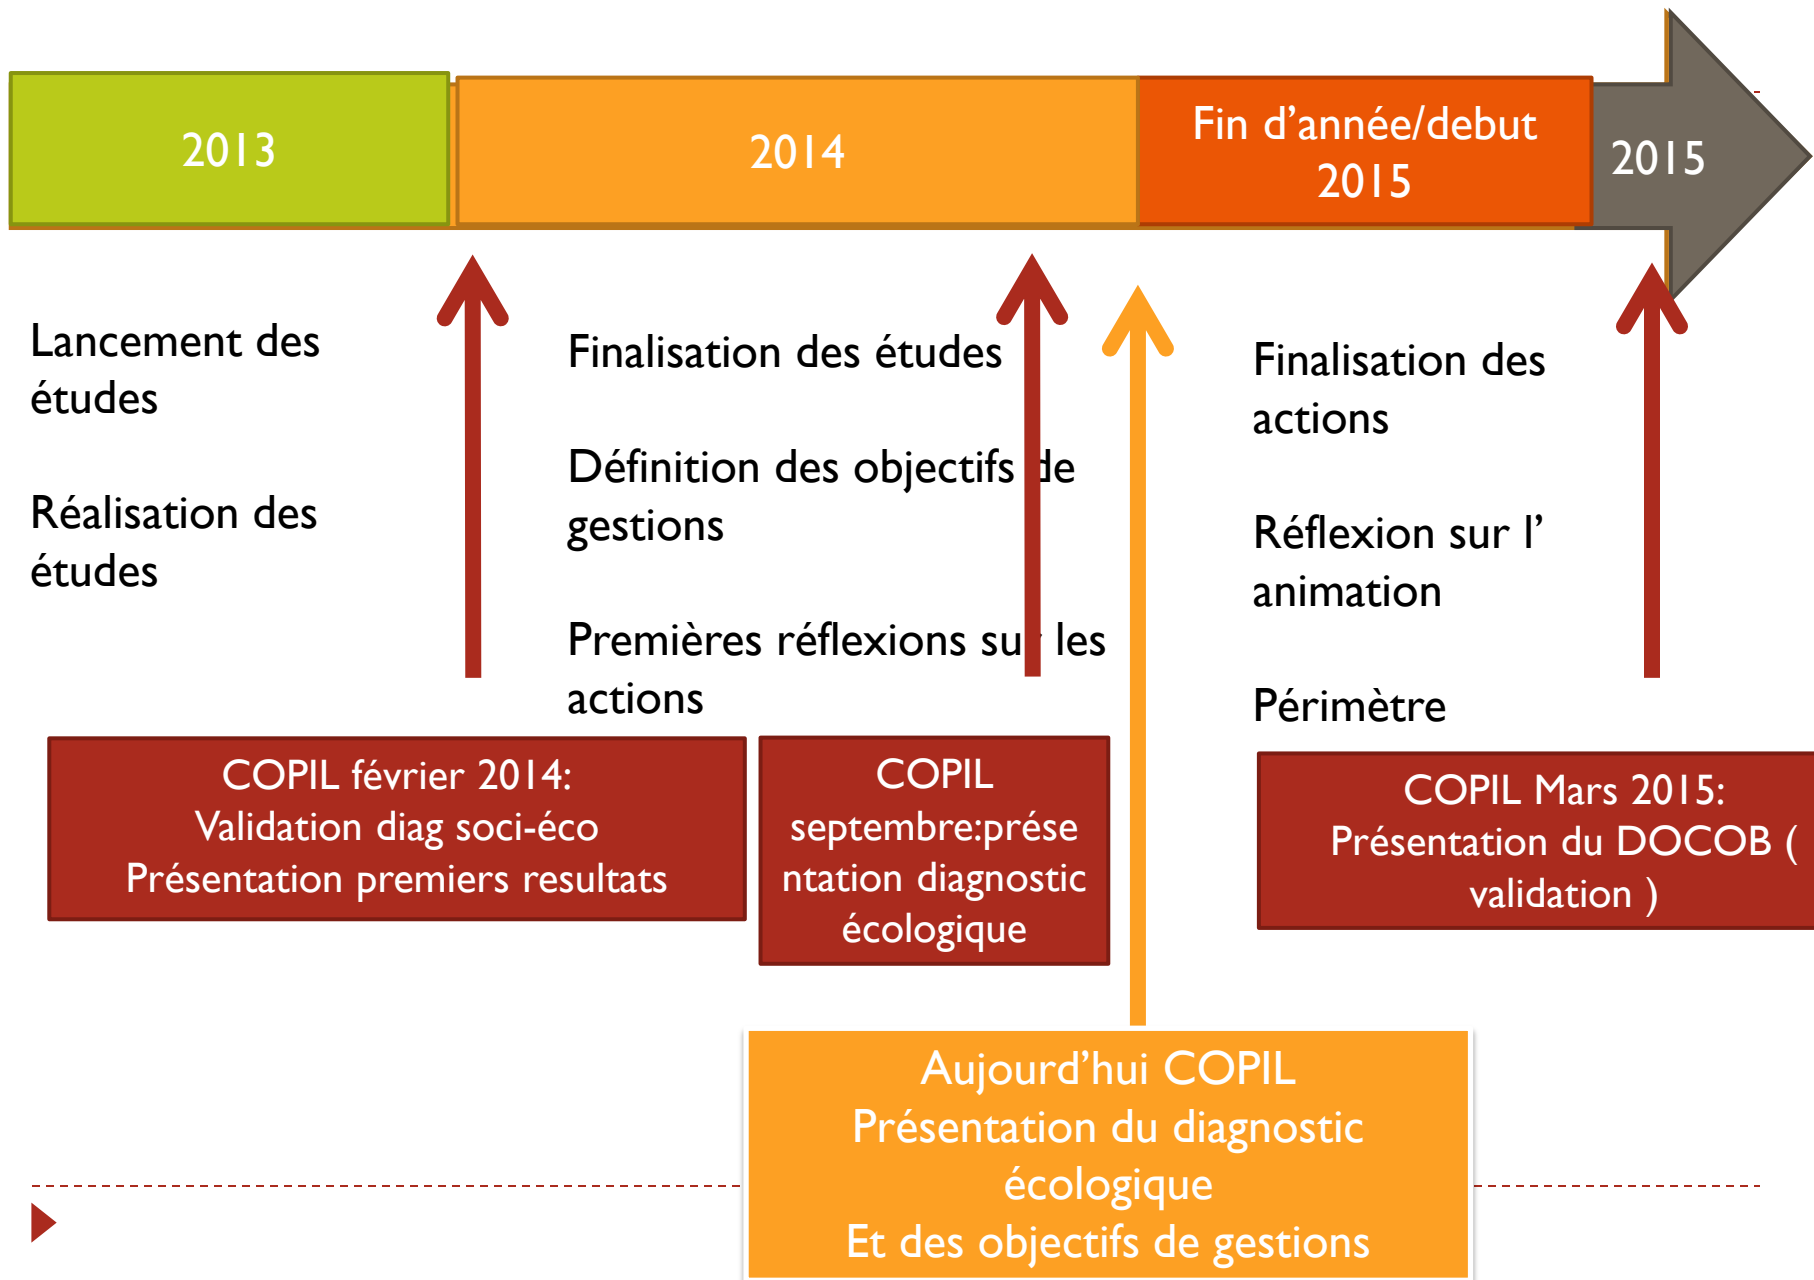 2013
2014
Fin d’année/debut
2015
2015
Lancement des
études
Réalisation des
études
Finalisation des études
Définition des objectifs de
gestions
Premières réflexions sur les
actions
Finalisation des
actions
Réflexion sur l’
animation
Périmètre
COPIL février 2014:
Validation diag soci-éco
Présentation premiers resultats
COPIL
septembre:prése
ntation diagnostic
écologique
COPIL Mars 2015:
Présentation du DOCOB (
validation )
Aujourd’hui COPIL
Présentation du diagnostic
écologique
Et des objectifs de gestions